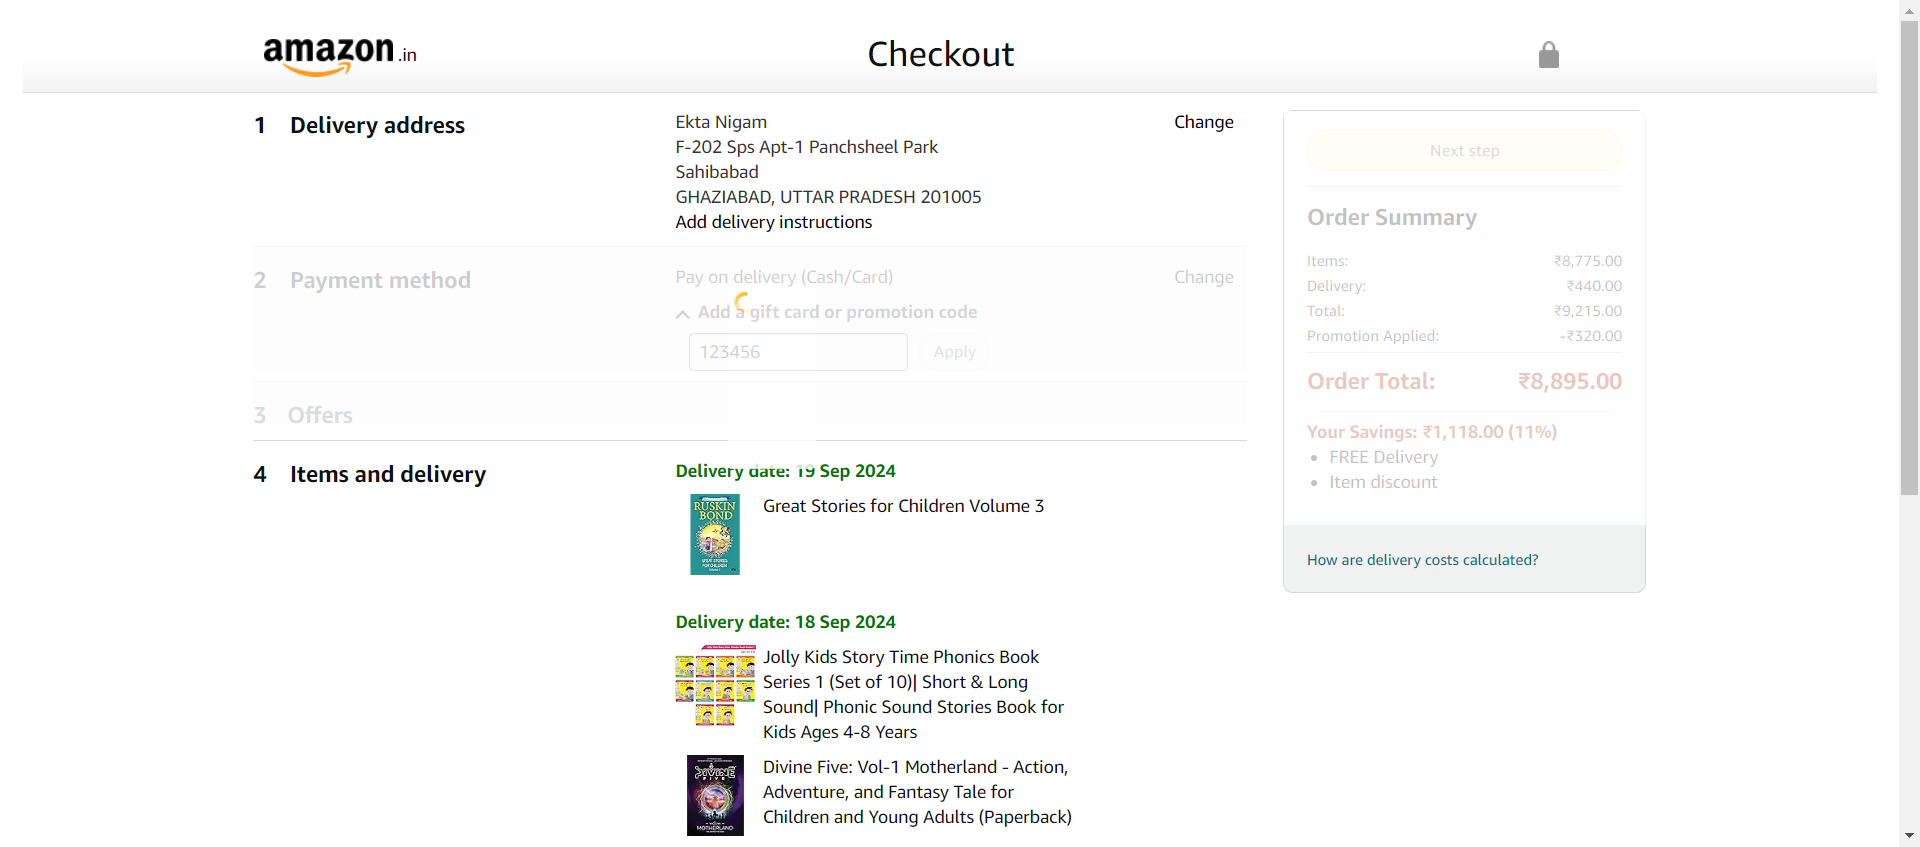 amazon.in
Checkout
1 Delivery address
Ekta Nigam
F-202 Sps Apt-1 Panchsheel Park
Sahibabad
GHAZIABAD, UTTAR PRADESH 201005
Add delivery instructions
Change
2 Payment method
Pay on delivery (Cash/Card)
Change
Add a gift card or promotion code
123456
Apply
3 Offers
4 Items and delivery
Delivery date: 19 Sep 2024
RUSKIN
BOND
GREAT STORIES
FOR CHILDREN
Great Stories for Children Volume 3
Delivery date: 18 Sep 2024
Jolly Kids Story Time Phonics Book
Series 1 (Set of 10)| Short & Long
Sound| Phonic Sound Stories Book for
Kids Ages 4-8 Years
DIVINE
FIVE
MOTHERLAND
Divine Five: Vol-1 Motherland - Action,
Adventure, and Fantasy Tale for
Children and Young Adults (Paperback)
Next step
Order Summary
Items: ₹8,775.00
Delivery: ₹440.00
Total: ₹9,215.00
Promotion Applied: -₹320.00
Order Total: ₹8,895.00
Your Savings: ₹1,118.00 (11%)
• FREE Delivery
• Item discount
How are delivery costs calculated?